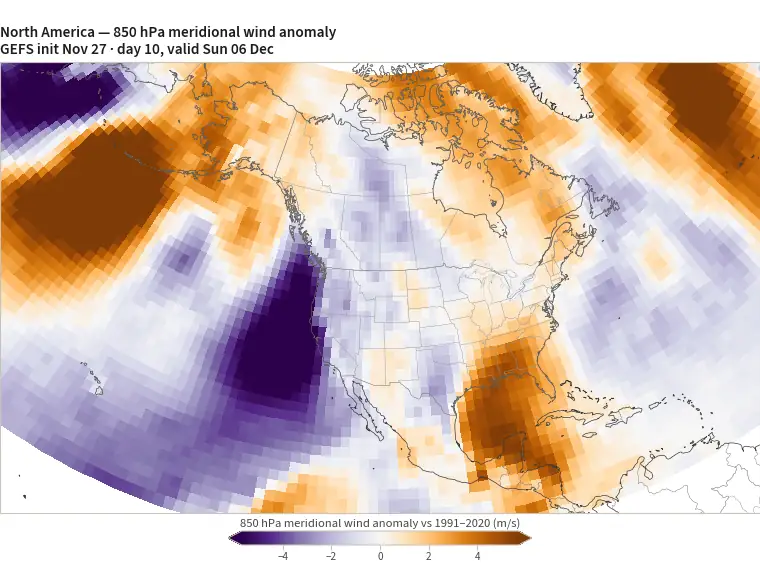 North America — 850 hPa meridional wind anomaly
GEFS init Nov 27 · day 10, valid Sun 06 Dec
850 hPa meridional wind anomaly vs 1991–2020 (m/s)
−4 −2 0 2 4